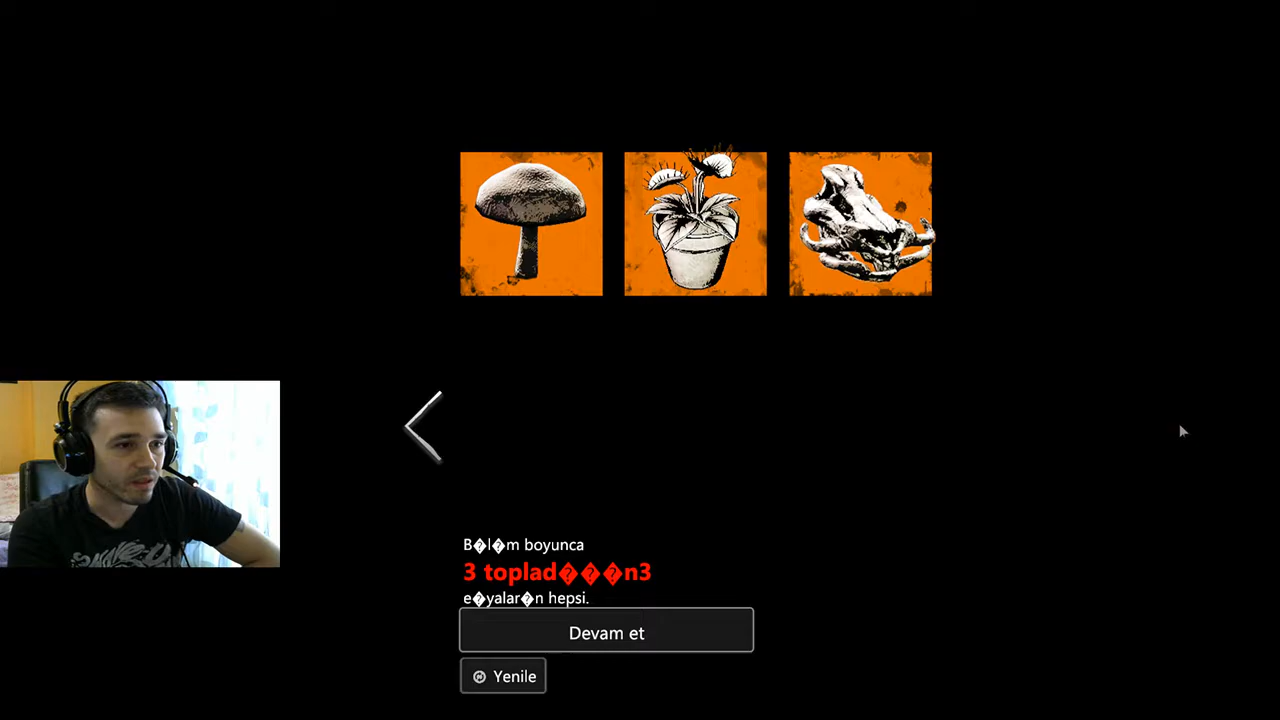 B�l�m boyunca
3 toplad���n3
e�yalar�n hepsi.
Devam et
Yenile